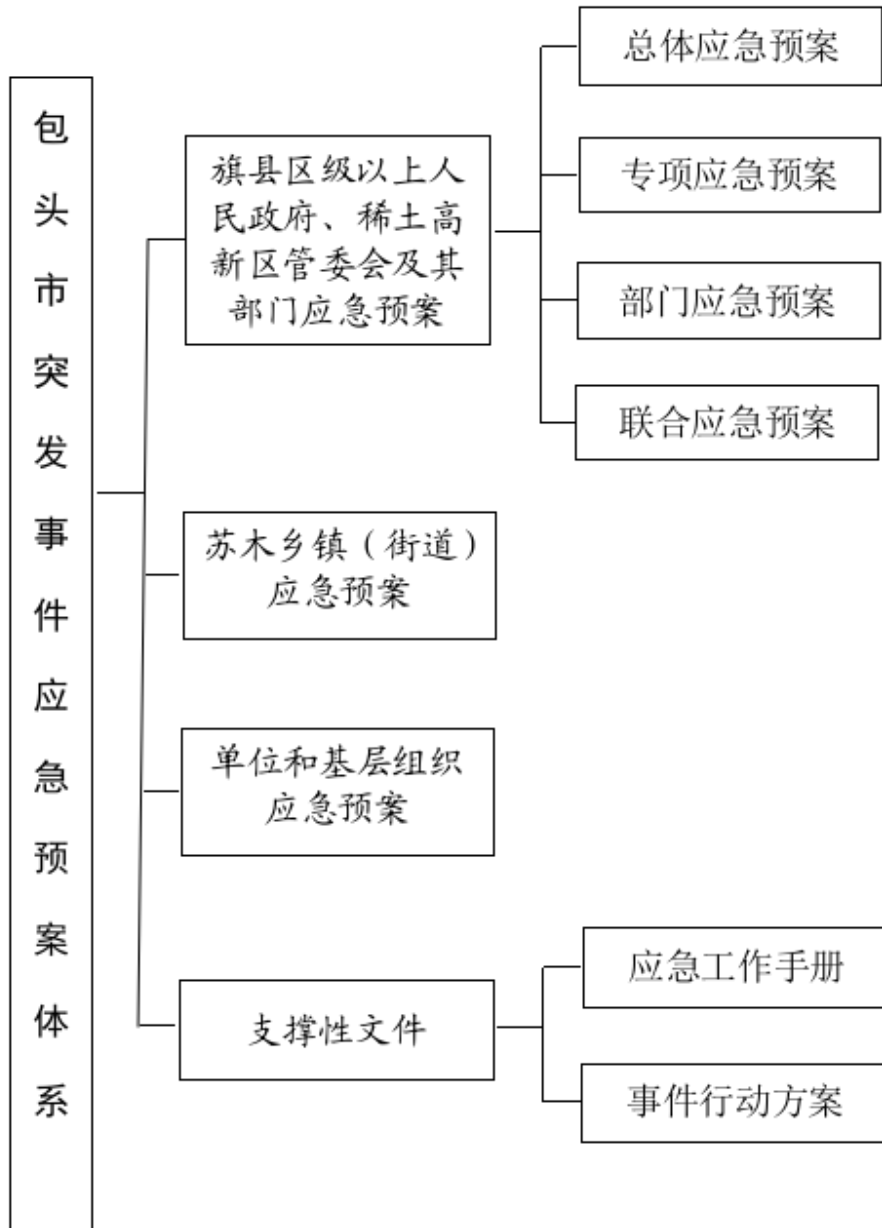 包头市突发事件应急预案体系
旗县区级以上人
民政府、稀土高
新区管委会及其
部门应急预案
总体应急预案
专项应急预案
部门应急预案
联合应急预案
苏木乡镇（街道）
应急预案
单位和基层组织
应急预案
支撑性文件
应急工作手册
事件行动方案